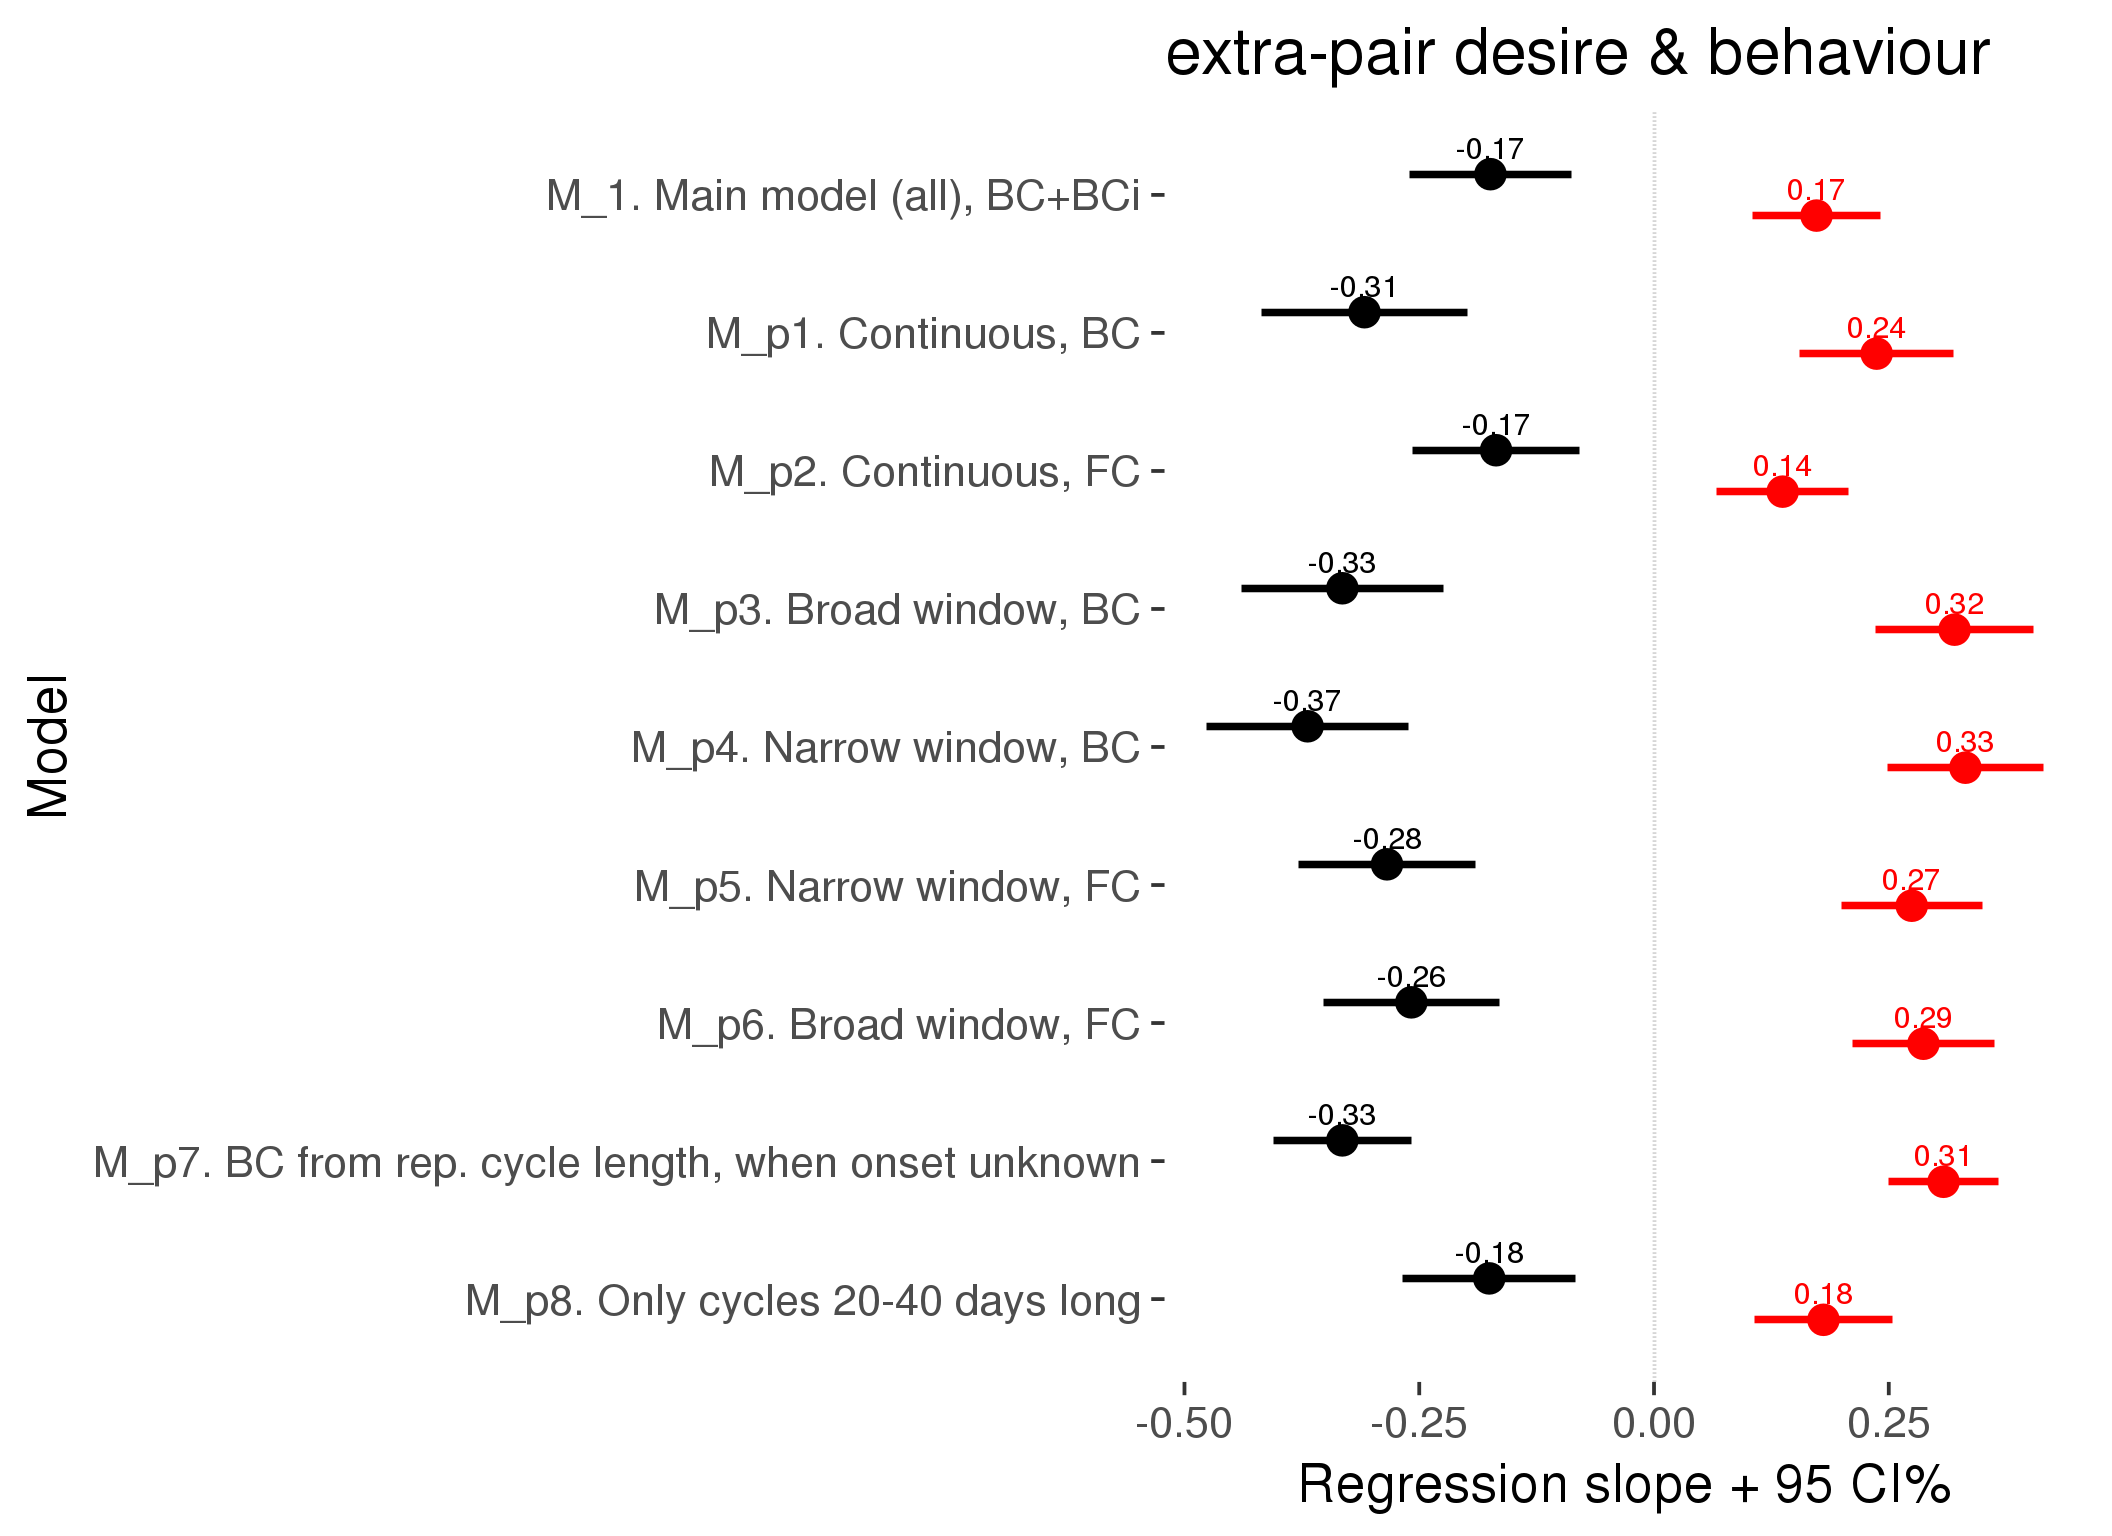 extra-pair desire & behaviour
M_1. Main model (all), BC+BCi
-0.17
0.17
M_p1. Continuous, BC
-0.31
0.24
M_p2. Continuous, FC
-0.17
0.14
M_p3. Broad window, BC
-0.33
0.32
M_p4. Narrow window, BC
-0.37
0.33
M_p5. Narrow window, FC
-0.28
0.27
M_p6. Broad window, FC
-0.26
0.29
M_p7. BC from rep. cycle length, when onset unknown
-0.33
0.31
M_p8. Only cycles 20-40 days long
-0.18
0.18
Model
-0.50 -0.25 0.00 0.25
Regression slope + 95 CI%